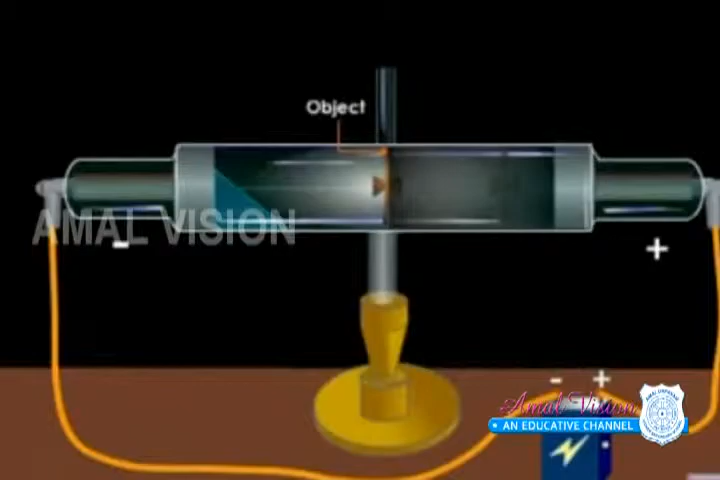 Object
AMAL VISION
-
+
- +
Amal Vision
AN EDUCATIVE CHANNEL